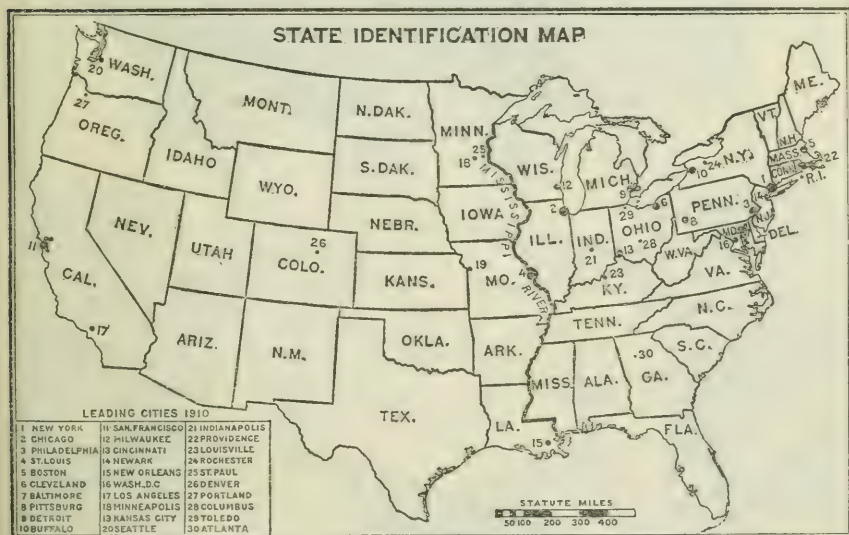 STATE IDENTIFICATION MAP
WASH.
20
27
OREG.
MONT.
IDAHO
WYO.
N.DAK.
S.DAK.
NEBR.
NEV.
UTAH
26
COLO.
KANS.
11
CAL.
17
ARIZ.
N.M.
OKLA.
TEX.
MINN.
25
18
MISSISSIPPI RIVER
IOWA
19
MO.
4
ARK.
LA.
15
WIS.
12
2
ILL.
MICH.
9
IND.
21
29
6
OHIO
28
13
23
KY.
TENN.
MISS.
ALA.
30
GA.
FLA.
S.C.
N.C.
VA.
W.VA.
PENN.
8
3
N.J.
DEL.
MD.
16
10
24
N.Y.
1
14
VT.
N.H.
ME.
MASS.
5
CONN.
22
R.I.
LEADING CITIES 1910
1 NEW YORK 11 SAN.FRANCISCO 21 INDIANAPOLIS
2 CHICAGO 12 MILWAUKEE 22 PROVIDENCE
3 PHILADELPHIA 13 CINCINNATI 23 LOUISVILLE
4 ST.LOUIS 14 NEWARK 24 ROCHESTER
5 BOSTON 15 NEW ORLEANS 25 ST.PAUL
6 CLEVELAND 16 WASH.,D.C 26 DENVER
7 BALTIMORE 17 LOS ANGELES 27 PORTLAND
8 PITTSBURG 18 MINNEAPOLIS 28 COLUMBUS
9 DETROIT 19 KANSAS CITY 29 TOLEDO
10 BUFFALO 20 SEATTLE 30 ATLANTA
STATUTE MILES
50 100 200 300 400